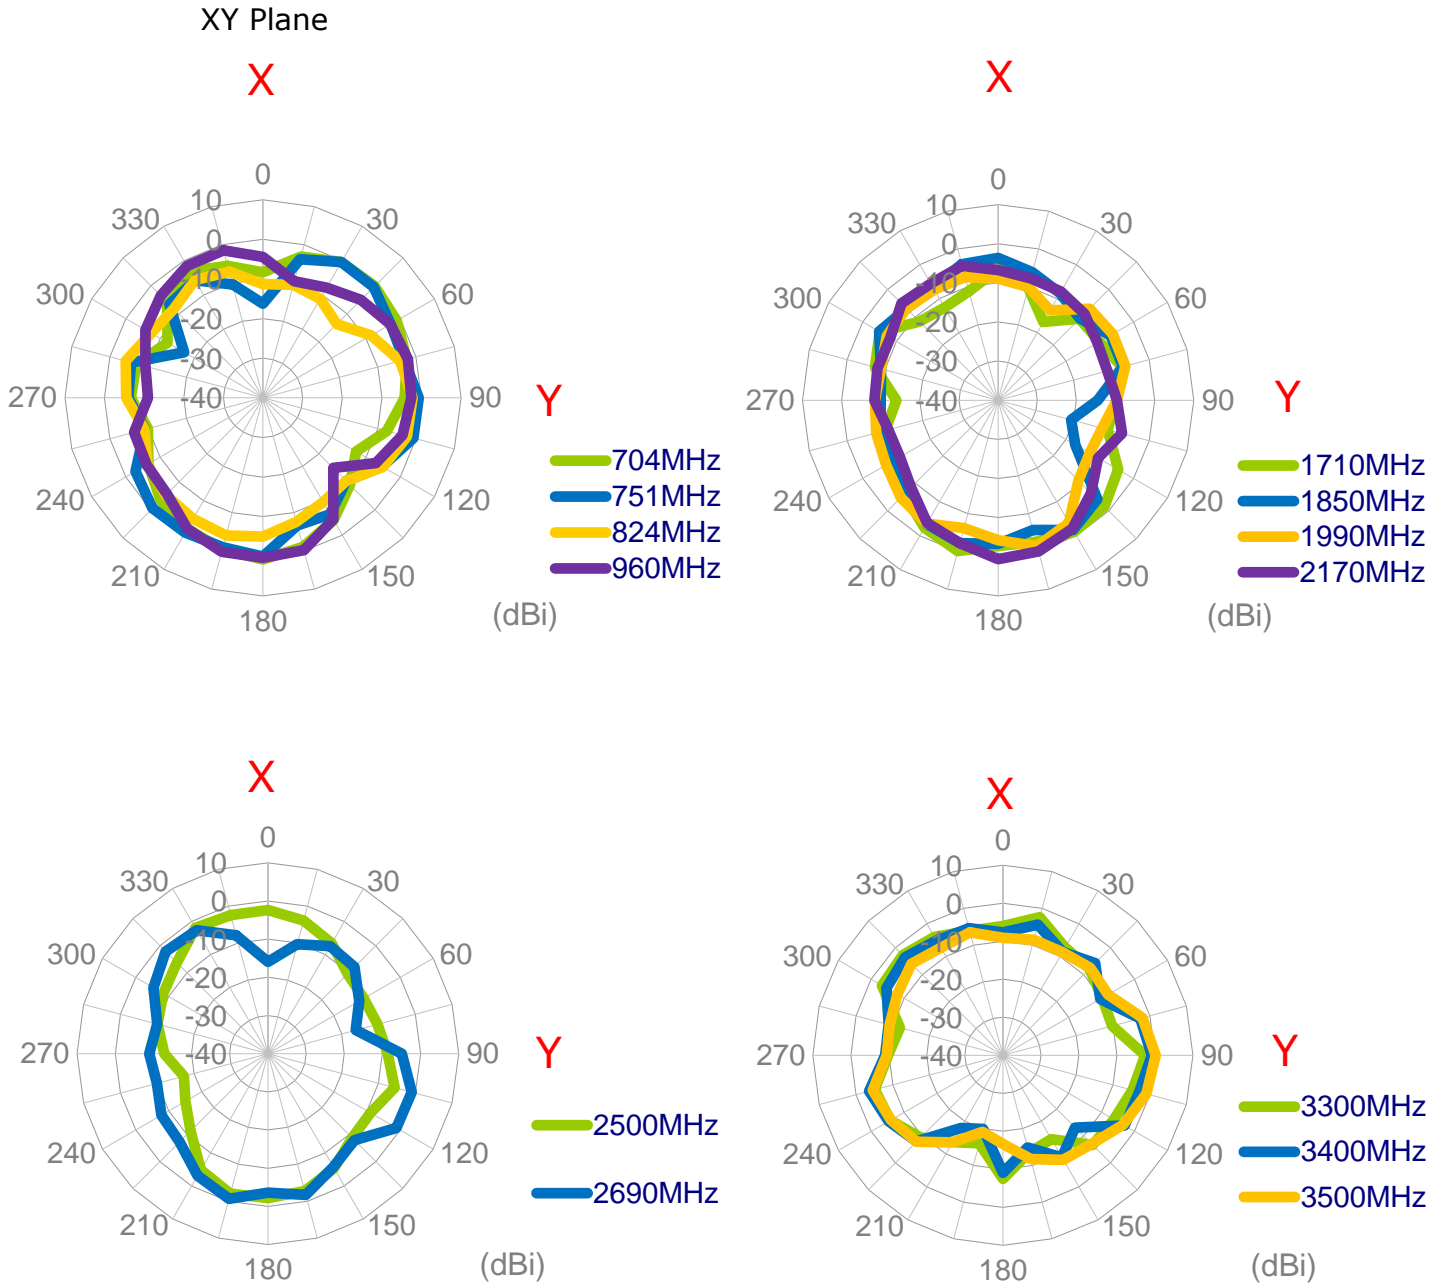 XY Plane
X
0
10
330
30
0
-10
300
60
-20
-30
270
-40
90
Y
704MHz
751MHz
240
120
824MHz
960MHz
210
150
180
(dBi)
X
0
10
330
30
0
-10
300
60
-20
-30
270
-40
90
Y
1710MHz
1850MHz
240
120
1990MHz
2170MHz
210
150
180
(dBi)
X
0
10
330
30
0
-10
300
60
-20
-30
270
-40
90
Y
2500MHz
240
120
2690MHz
210
150
180
(dBi)
X
0
10
330
30
0
-10
300
60
-20
-30
270
-40
90
Y
3300MHz
240
120
3400MHz
3500MHz
210
150
180
(dBi)